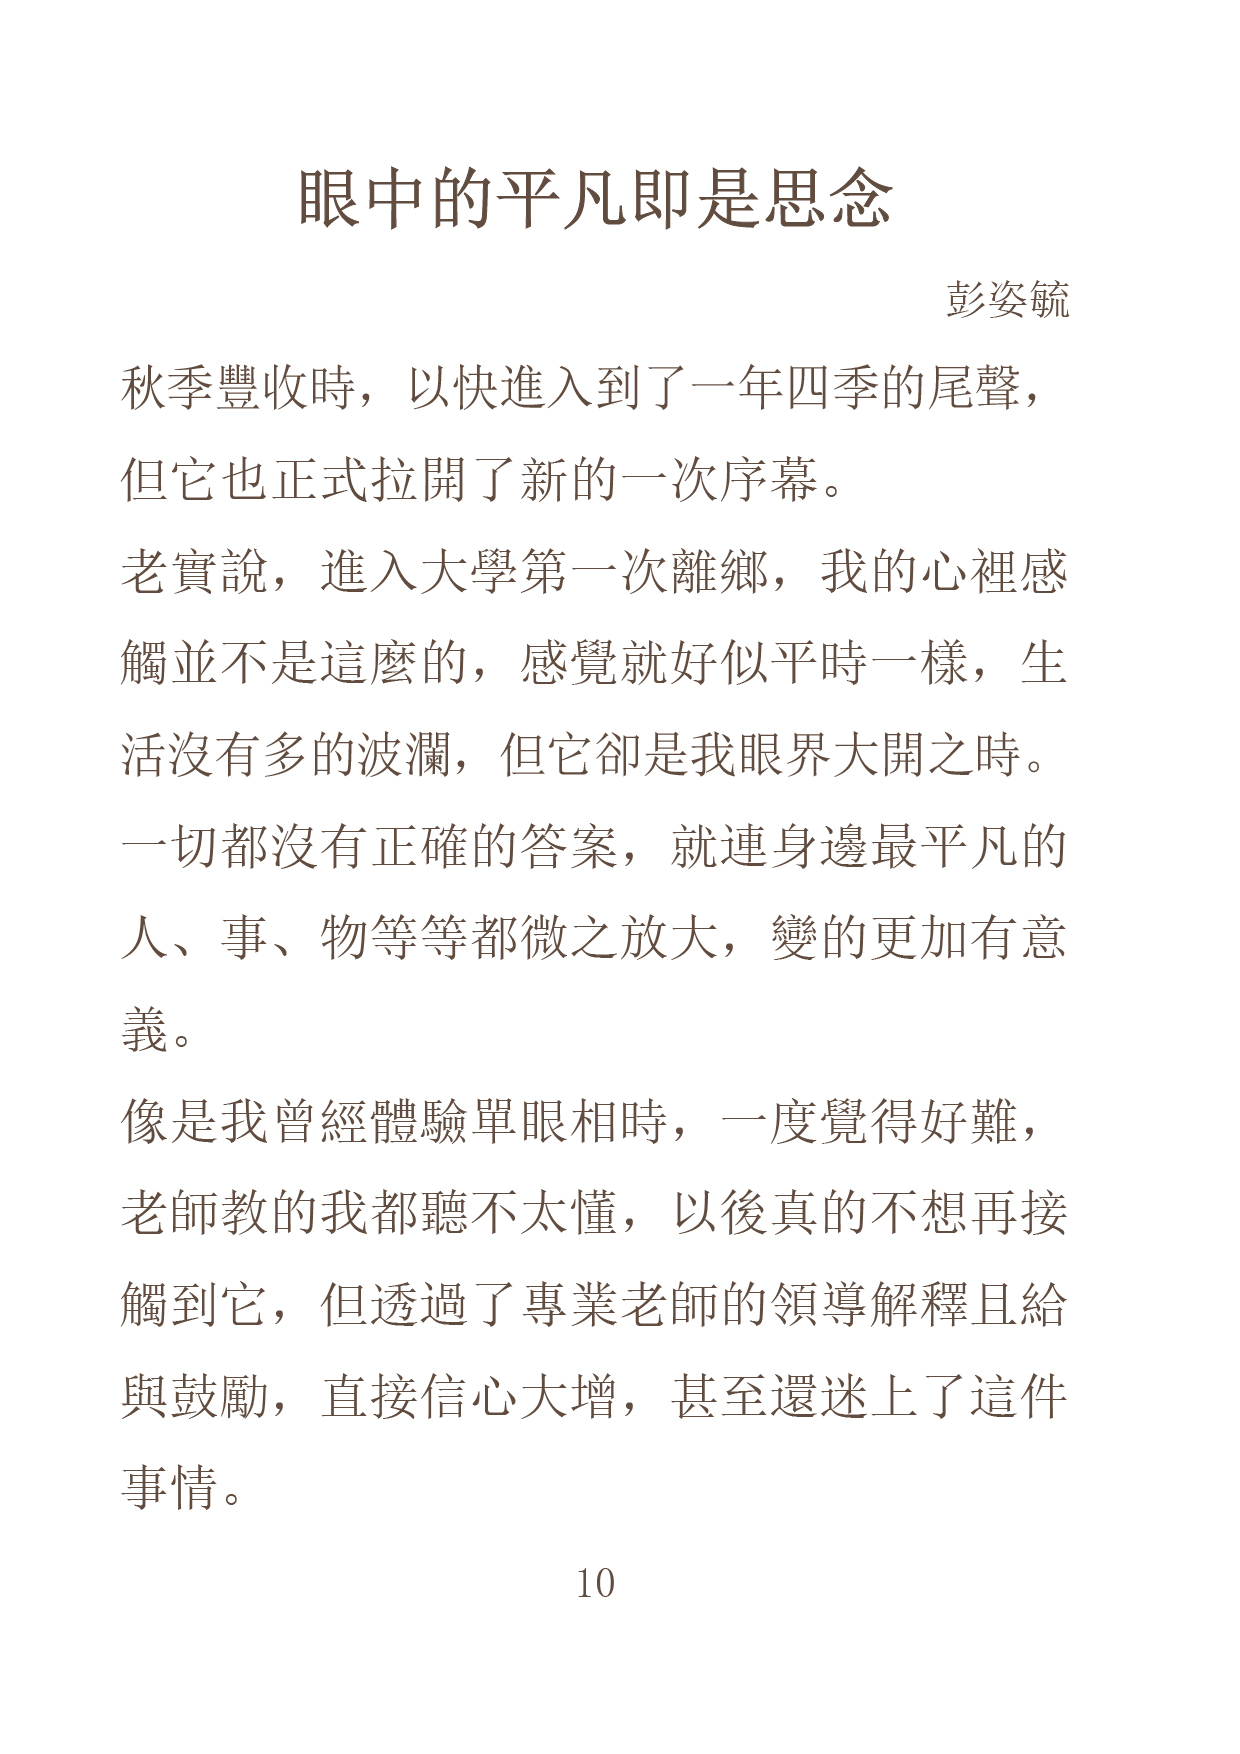 眼中的平凡即是思念
彭姿毓
秋季豐收時，以快進入到了一年四季的尾聲，
但它也正式拉開了新的一次序幕。
老實說，進入大學第一次離鄉，我的心裡感
觸並不是這麼的，感覺就好似平時一樣，生
活沒有多的波瀾，但它卻是我眼界大開之時。
一切都沒有正確的答案，就連身邊最平凡的
人、事、物等等都微之放大，變的更加有意
義。
像是我曾經體驗單眼相時，一度覺得好難，
老師教的我都聽不太懂，以後真的不想再接
觸到它，但透過了專業老師的領導解釋且給
與鼓勵，直接信心大增，甚至還迷上了這件
事情。
10